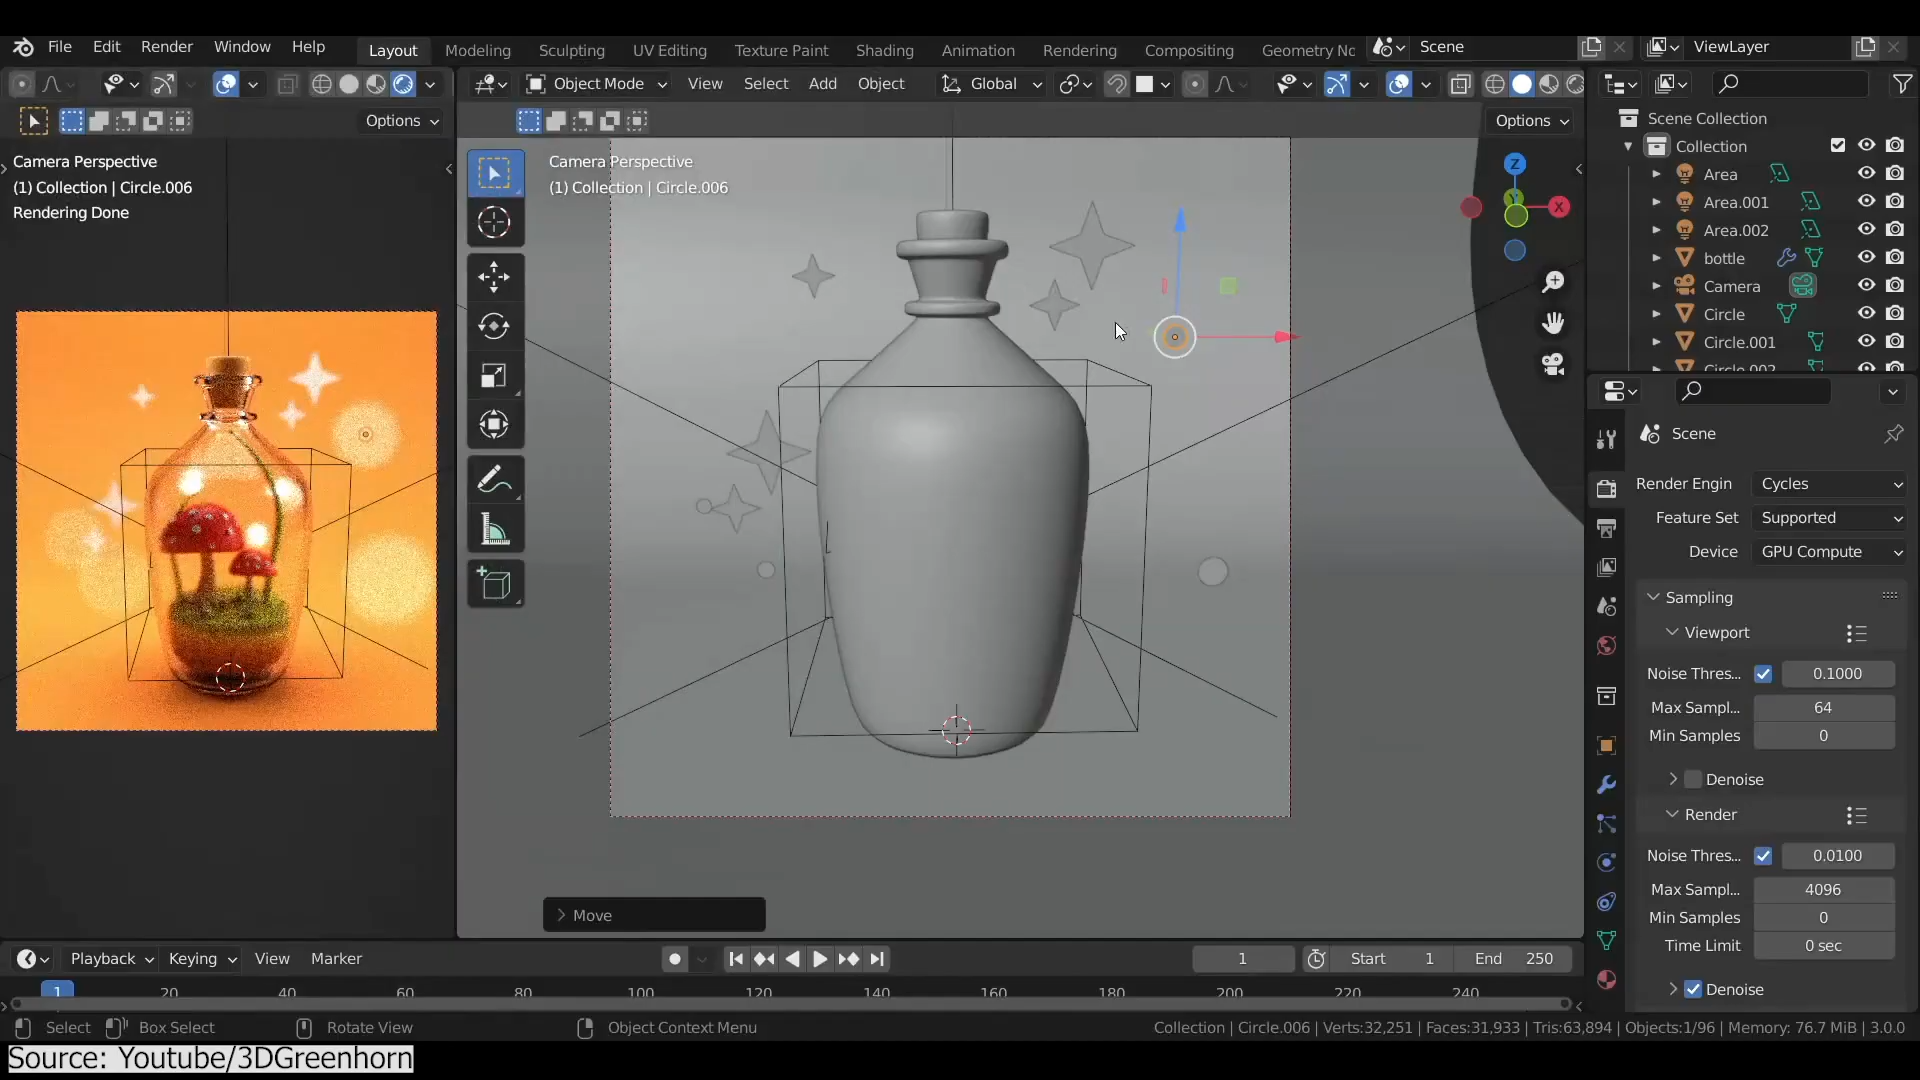 File Edit Render Window Help Layout Modeling Sculpting UV Editing Texture Paint Shading Animation Rendering Compositing Geometry Nc Scene ViewLayer
Object Mode View Select Add Object Global
Options Options
Camera Perspective
(1) Collection | Circle.006
Rendering Done
Camera Perspective
(1) Collection | Circle.006
Z
Y
X
Scene Collection
Collection
Area
Area.001
Area.002
bottle
Camera
Circle
Circle.001
Circle.002
Scene
Render Engin Cycles
Feature Set Supported
Device GPU Compute
Sampling
Viewport
Noise Thres... 0.1000
Max Sampl... 64
Min Samples 0
Denoise
Render
Noise Thres... 0.0100
Max Sampl... 4096
Min Samples 0
Time Limit 0 sec
Denoise
Move
Playback Keying View Marker 1 Start 1 End 250
1 20 40 60 80 100 120 140 160 180 200 220 240
Select Box Select Rotate View Object Context Menu Collection | Circle.006 | Verts:32,251 | Faces:31,933 | Tris:63,894 | Objects:1/96 | Memory: 76.7 MiB | 3.0.0
Source: Youtube/3DGreenhorn